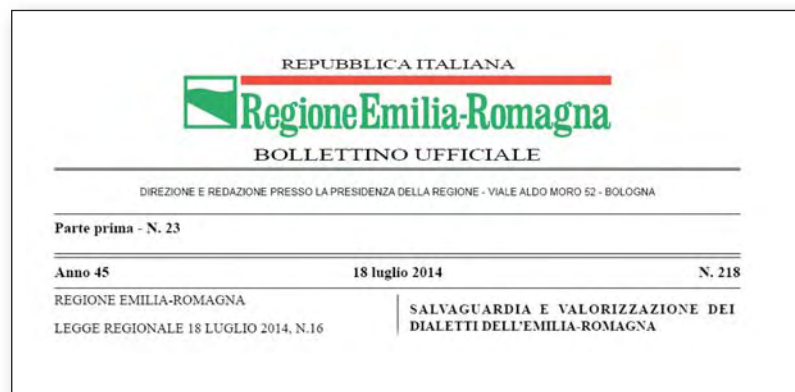 REPUBBLICA ITALIANA
RegioneEmilia-Romagna
BOLLETTINO UFFICIALE
DIREZIONE E REDAZIONE PRESSO LA PRESIDENZA DELLA REGIONE - VIALE ALDO MORO 52 - BOLOGNA
Parte prima - N. 23
Anno 45 18 luglio 2014 N. 218
REGIONE EMILIA-ROMAGNA
LEGGE REGIONALE 18 LUGLIO 2014, N.16
SALVAGUARDIA E VALORIZZAZIONE DEI
DIALETTI DELL'EMILIA-ROMAGNA